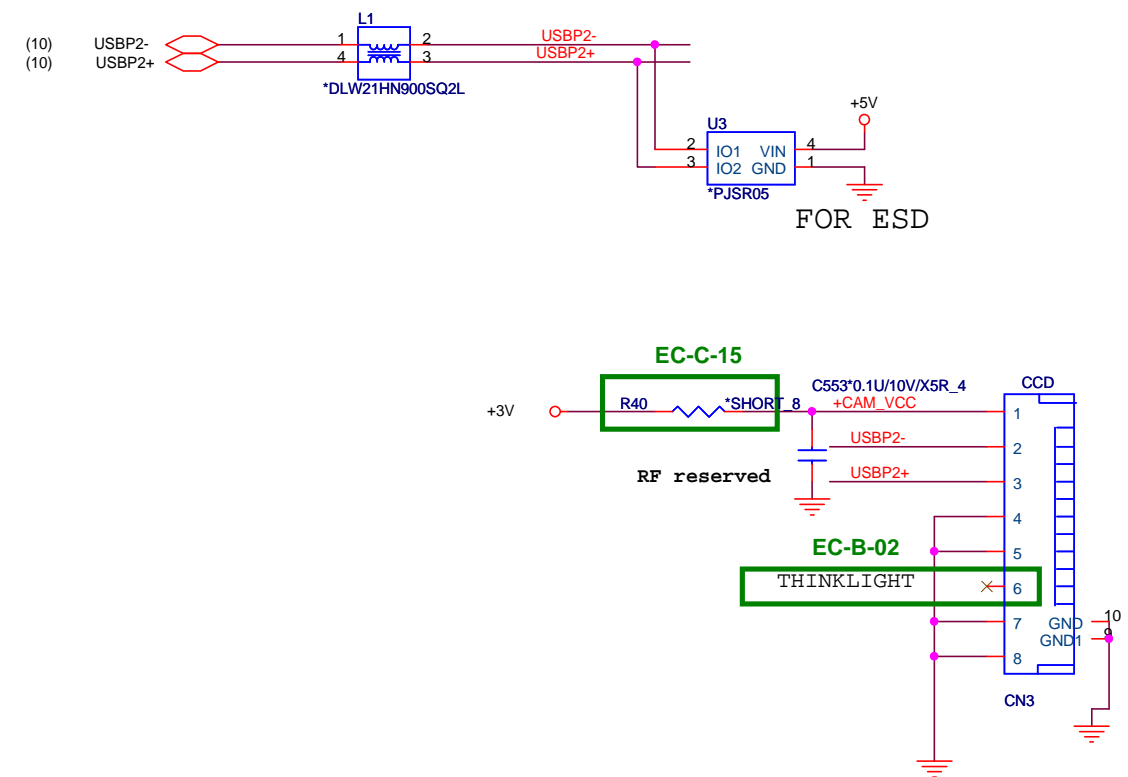 L1
(10) USBP2- 1 2 USBP2-
(10) USBP2+ 4 3 USBP2+
*DLW21HN900SQ2L
+5V
U3
2 IO1 VIN 4
3 IO2 GND 1
*PJSR05
FOR ESD
EC-C-15
C553*0.1U/10V/X5R_4 CCD
+3V R40 *SHORT_8 +CAM_VCC 1
USBP2- 2
RF reserved USBP2+ 3
4
EC-B-02 5
THINKLIGHT 6
7 GND 10
GND1 9
8
CN3